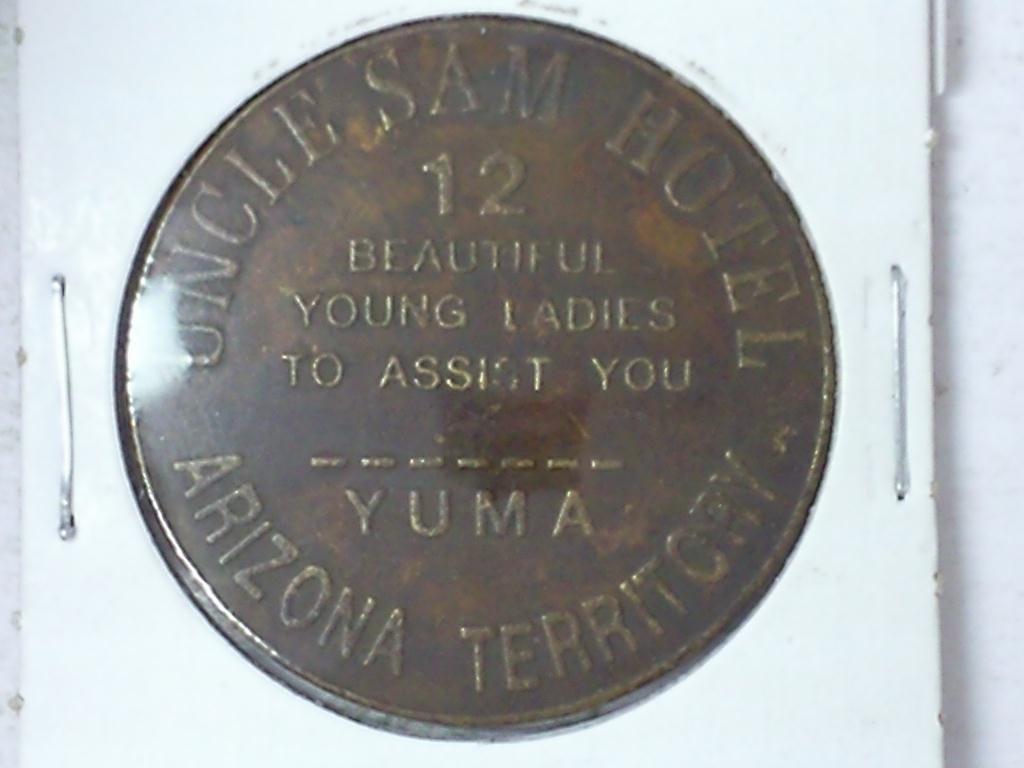 UNCLE SAM HOTEL
12
BEAUTIFUL
YOUNG LADIES
TO ASSIST YOU
-------
YUMA
ARIZONA TERRITORY